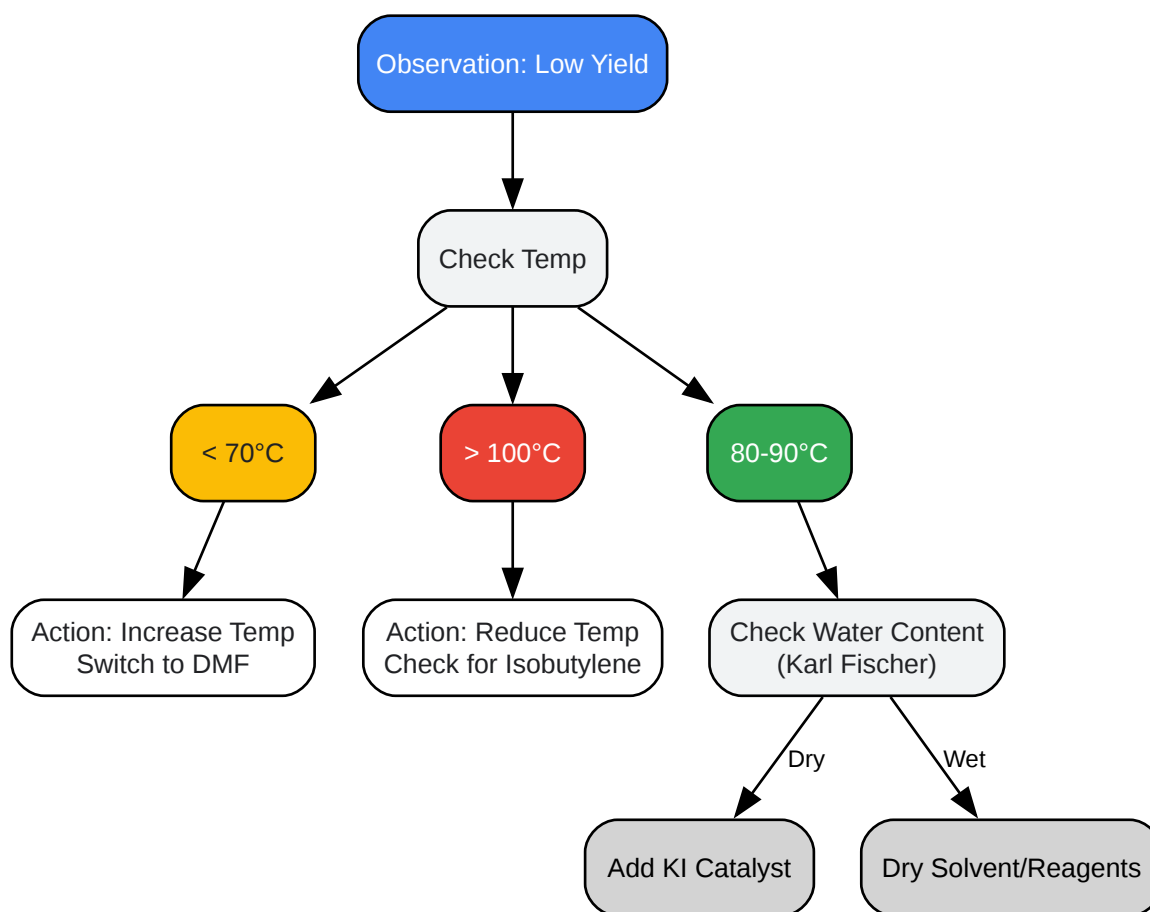 Observation: Low Yield
Check Temp
< 70°C
> 100°C
80-90°C
Action: Increase Temp
Switch to DMF
Action: Reduce Temp
Check for Isobutylene
Check Water Content
(Karl Fischer)
Dry
Wet
Add KI Catalyst
Dry Solvent/Reagents